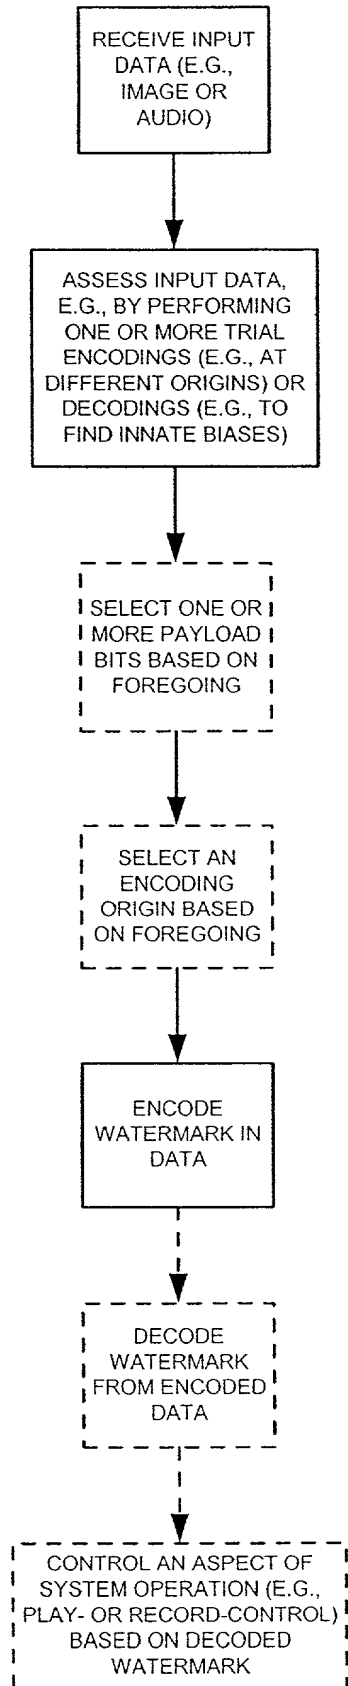 RECEIVE INPUT
DATA (E.G.,
IMAGE OR
AUDIO)
ASSESS INPUT DATA,
E.G., BY PERFORMING
ONE OR MORE TRIAL
ENCODINGS (E.G., AT
DIFFERENT ORIGINS) OR
DECODINGS (E.G., TO
FIND INNATE BIASES)
SELECT ONE OR
MORE PAYLOAD
BITS BASED ON
FOREGOING
SELECT AN
ENCODING
ORIGIN BASED
ON FOREGOING
ENCODE
WATERMARK IN
DATA
DECODE
WATERMARK
FROM ENCODED
DATA
CONTROL AN ASPECT OF
SYSTEM OPERATION (E.G.,
PLAY- OR RECORD-CONTROL)
BASED ON DECODED
WATERMARK